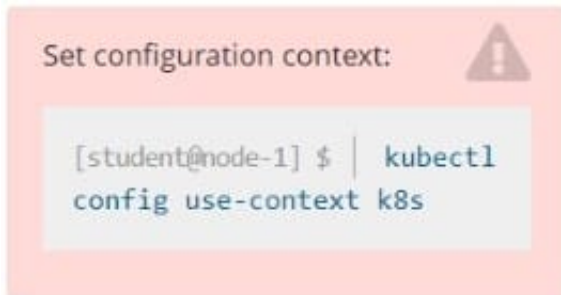 Set configuration context:
[student@node-1] $ | kubectl
config use-context k8s